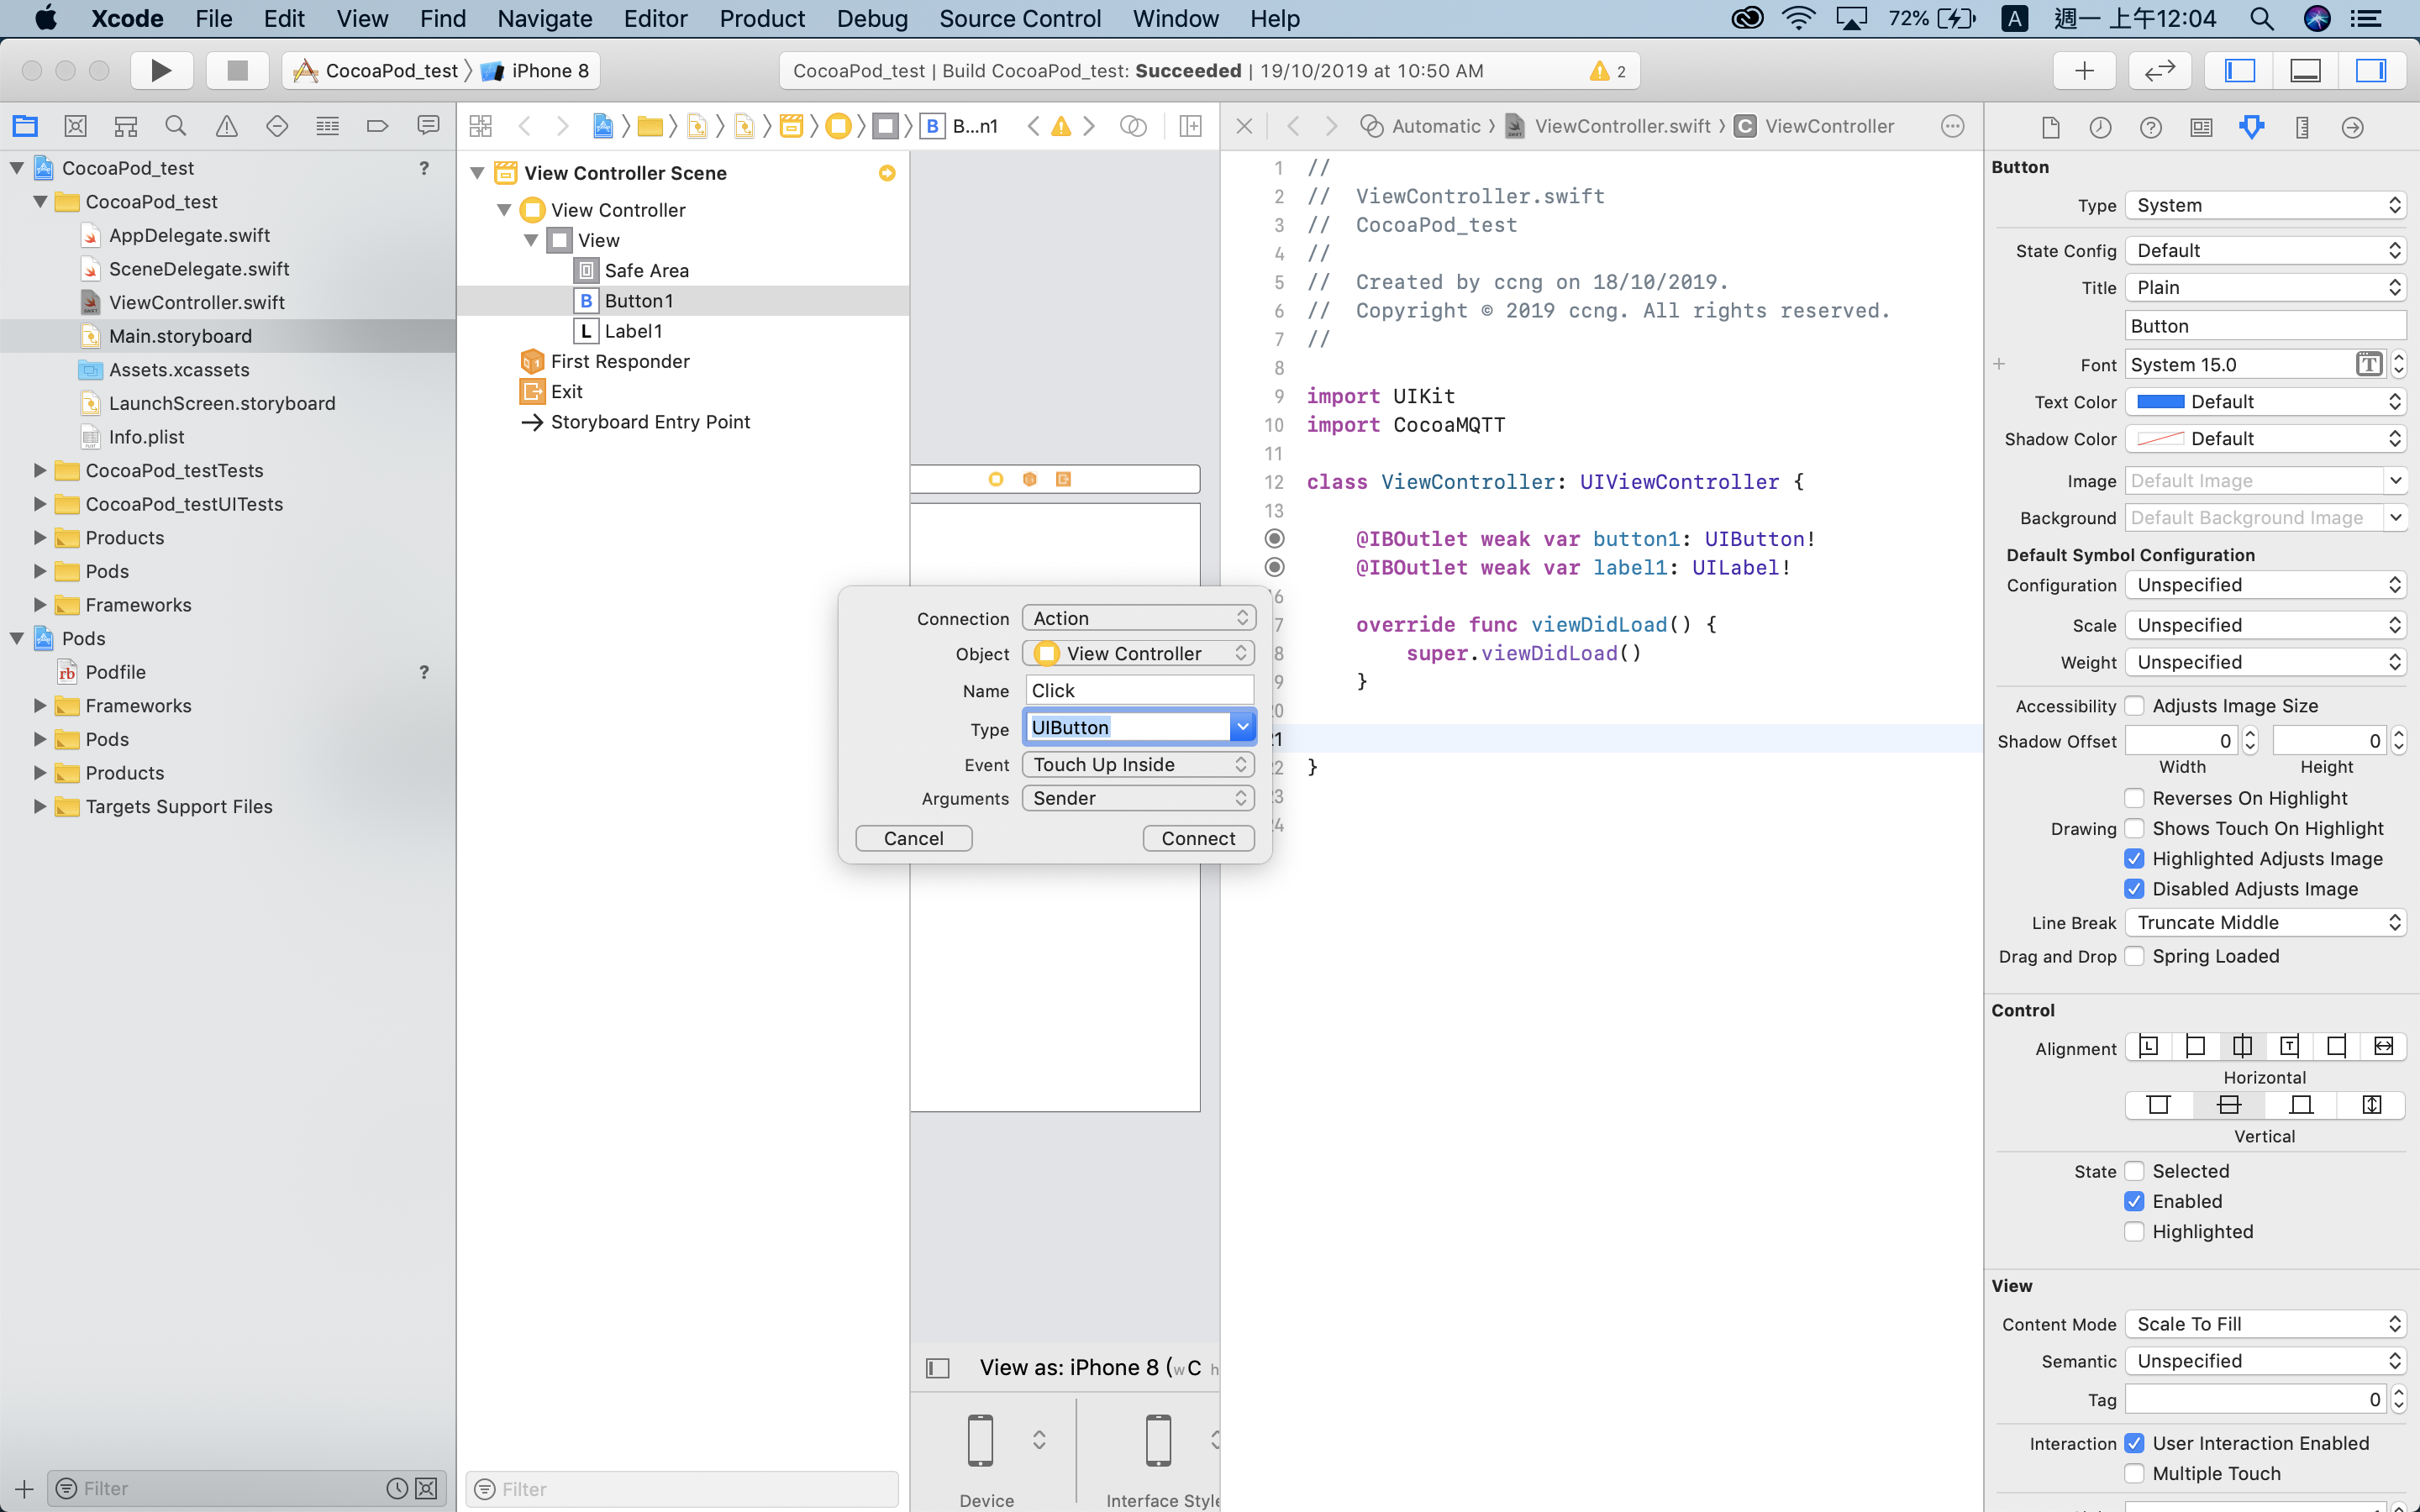 Xcode File Edit View Find Navigate Editor Product Debug Source Control Window Help 72% A 週一 上午12:04
CocoaPod_test iPhone 8
CocoaPod_test | Build CocoaPod_test: Succeeded | 19/10/2019 at 10:50 AM 2
B B...n1
Automatic ViewController.swift C ViewController
CocoaPod_test ?
CocoaPod_test
AppDelegate.swift
SceneDelegate.swift
ViewController.swift
Main.storyboard
Assets.xcassets
LaunchScreen.storyboard
Info.plist
CocoaPod_testTests
CocoaPod_testUITests
Products
Pods
Frameworks
Pods
rb Podfile ?
Frameworks
Pods
Products
Targets Support Files
Filter
View Controller Scene
View Controller
View
Safe Area
B Button1
L Label1
First Responder
Exit
Storyboard Entry Point
Filter
Connection Action
Object View Controller
Name Click
Type UIButton
Event Touch Up Inside
Arguments Sender
Cancel Connect
View as: iPhone 8 (wC h
Device
Interface Style
1 //
2 // ViewController.swift
3 // CocoaPod_test
4 //
5 // Created by ccng on 18/10/2019.
6 // Copyright © 2019 ccng. All rights reserved.
7 //
8
9 import UIKit
10 import CocoaMQTT
11
12 class ViewController: UIViewController {
13
@IBOutlet weak var button1: UIButton!
@IBOutlet weak var label1: UILabel!
6
7 override func viewDidLoad() {
8 super.viewDidLoad()
9 }
20
21
22 }
3
24
Button
Type System
State Config Default
Title Plain
Button
Font System 15.0 T
Text Color Default
Shadow Color Default
Image Default Image
Background Default Background Image
Default Symbol Configuration
Configuration Unspecified
Scale Unspecified
Weight Unspecified
Accessibility Adjusts Image Size
Shadow Offset 0 0
Width Height
Reverses On Highlight
Drawing Shows Touch On Highlight
Highlighted Adjusts Image
Disabled Adjusts Image
Line Break Truncate Middle
Drag and Drop Spring Loaded
Control
Alignment
Horizontal
Vertical
State Selected
Enabled
Highlighted
View
Content Mode Scale To Fill
Semantic Unspecified
Tag 0
Interaction User Interaction Enabled
Multiple Touch